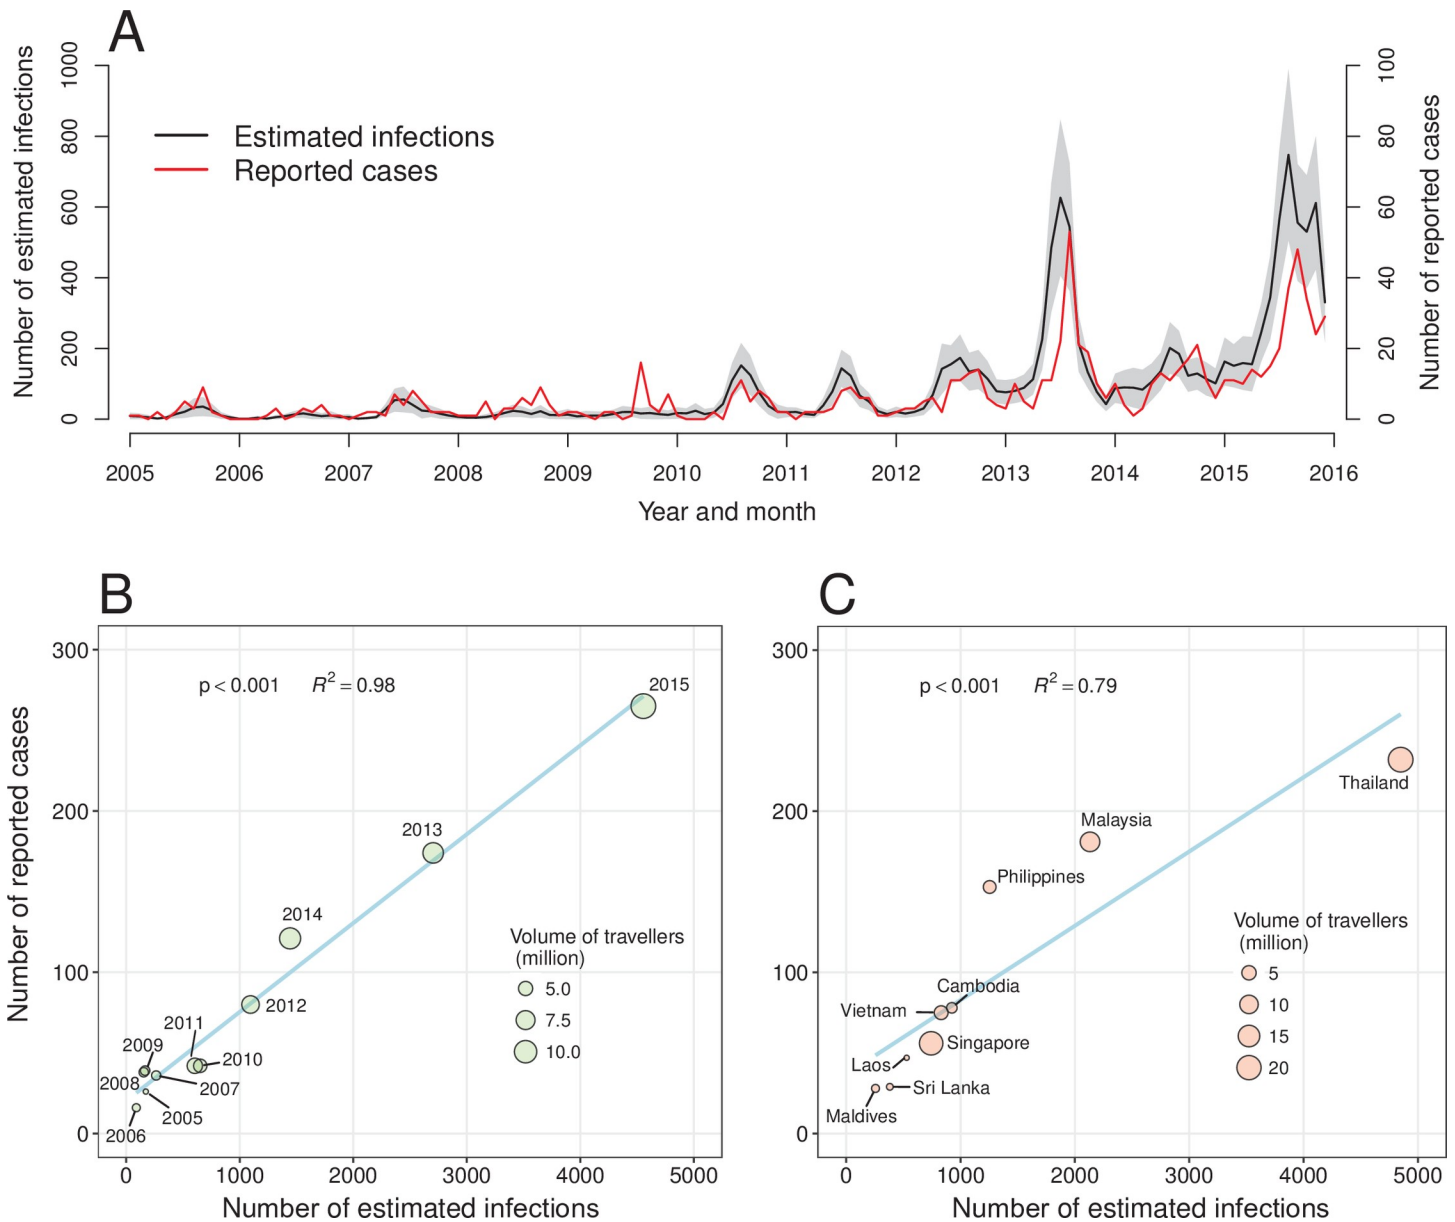 A
Number of estimated infections
0
200
400
600
800
1000
Estimated infections
Reported cases
0
20
40
60
80
100
Number of reported cases
2005 2006 2007 2008 2009 2010 2011 2012 2013 2014 2015 2016
Year and month
B
Number of reported cases
300
200
100
0
p < 0.001 R² = 0.98
2015
2013
2014
2012
2011
2009
2010
2008
2007
2005
2006
Volume of travellers
(million)
5.0
7.5
10.0
0 1000 2000 3000 4000 5000
Number of estimated infections
C
300
200
100
0
p < 0.001 R² = 0.79
Thailand
Malaysia
Philippines
Cambodia
Vietnam
Singapore
Laos
Sri Lanka
Maldives
Volume of travellers
(million)
5
10
15
20
0 1000 2000 3000 4000 5000
Number of estimated infections